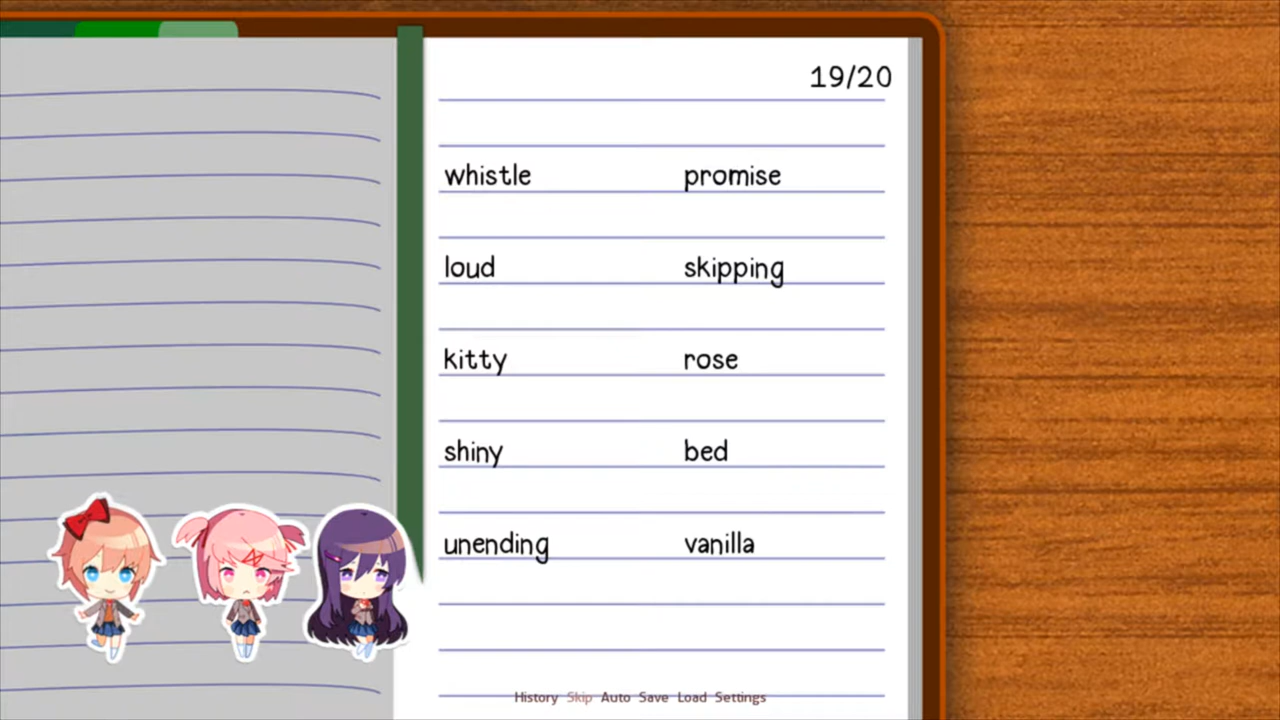 19/20
whistle promise
loud skipping
kitty rose
shiny bed
unending vanilla
History Skip Auto Save Load Settings